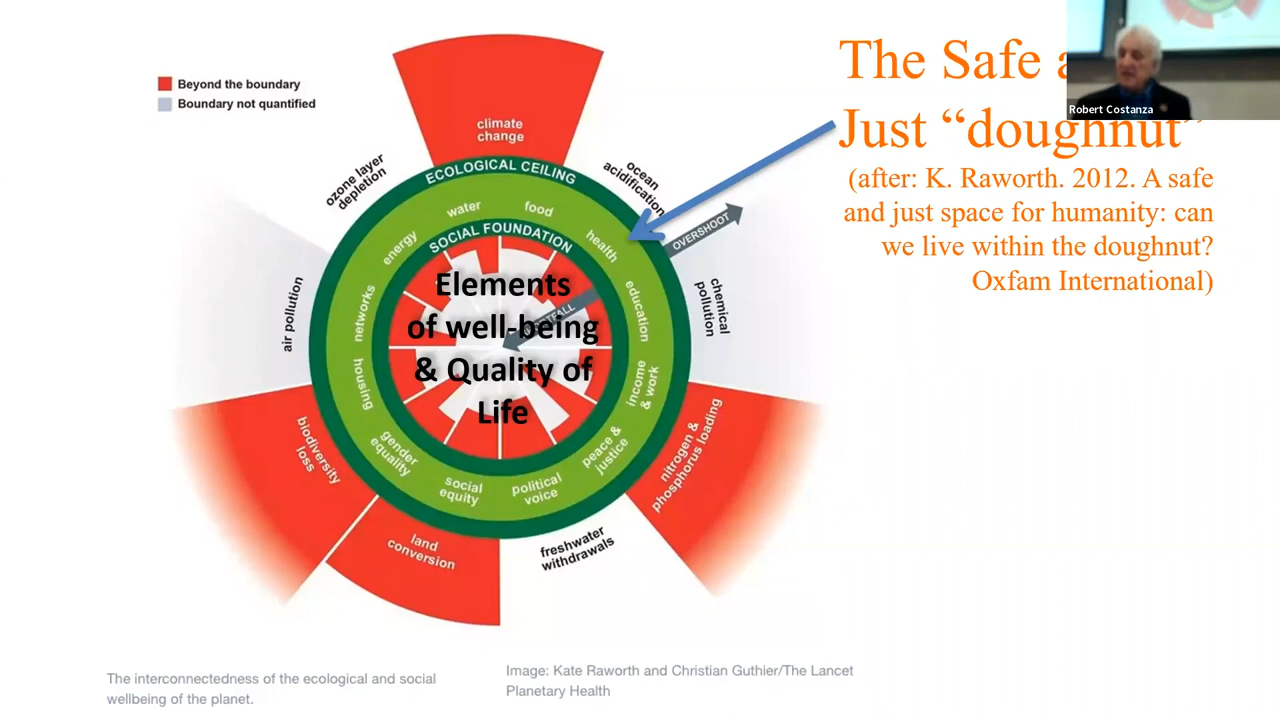 The Safe
Just “doughnut”
(after: K. Raworth. 2012. A safe
and just space for humanity: can
we live within the doughnut?
Oxfam International)
Robert Costanza
Beyond the boundary
Boundary not quantified
climate
change
ozone layer
depletion
ocean
acidification
ECOLOGICAL CEILING
water
food
energy
health
SOCIAL FOUNDATION
OVERSHOOT
networks
education
air pollution
chemical
pollution
Elements
of well-being
& Quality of
Life
housing
income
& work
gender
equality
peace &
justice
social
equity
political
voice
biodiversity
loss
nitrogen &
phosphorus loading
land
conversion
freshwater
withdrawals
The interconnectedness of the ecological and social
wellbeing of the planet.
Image: Kate Raworth and Christian Guthier/The Lancet
Planetary Health